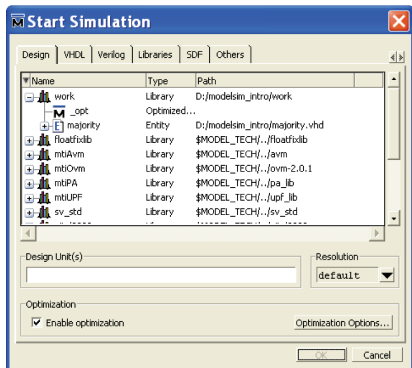 Start Simulation
Design VHDL Verilog Libraries SDF Others
Name Type Path
work Library D:/modelsim_intro/work
_opt Optimized...
majority Entity D:/modelsim_intro/majority.vhd
floatfixlib Library $MODEL_TECH/../floatfixlib
mtiAvm Library $MODEL_TECH/../avm
mtiOvm Library $MODEL_TECH/../ovm-2.0.1
mtiPA Library $MODEL_TECH/../pa_lib
mtiUPF Library $MODEL_TECH/../upf_lib
sv_std Library $MODEL_TECH/../sv_std
Design Unit(s) Resolution
default
Optimization
Enable optimization Optimization Options...
OK Cancel